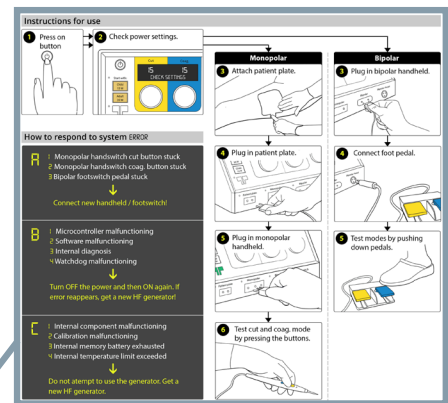 Instructions for use
1 Press on
button
2 Check power settings.
15 15
CHECK SETTINGS
Monopolar
3 Attach patient plate.
4 Plug in patient plate.
5 Plug in monopolar
handheld.
6 Test cut and coag. mode
by pressing the buttons.
Bipolar
3 Plug in bipolar handheld.
4 Connect foot pedal.
5 Test modes by pushing
down pedals.
How to respond to system ERROR
A
1 Monopolar handswitch cut button stuck
2 Monopolar handswitch coag. button stuck
3 Bipolar footswitch pedal stuck
Connect new handheld / footswitch!
B
1 Microcontroller malfunctioning
2 Software malfunctioning
3 Internal diagnosis
4 Watchdog malfunctioning
Turn OFF the power and then ON again. If
error reappears, get a new HF generator!
C
1 Internal component malfunctioning
2 Calibration malfunctioning
3 Internal memory battery exhausted
4 Internal temperature limit exceeded
Do not atempt to use the generator. Get a
new HF generator.